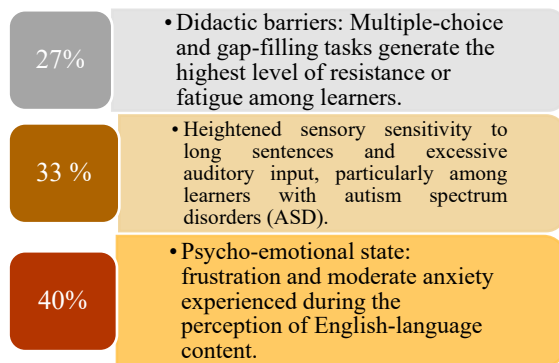 27%
• Didactic barriers: Multiple-choice
and gap-filling tasks generate the
highest level of resistance or
fatigue among learners.
33 %
• Heightened sensory sensitivity to
long sentences and excessive
auditory input, particularly among
learners with autism spectrum
disorders (ASD).
40%
• Psycho-emotional state:
frustration and moderate anxiety
experienced during the
perception of English-language
content.